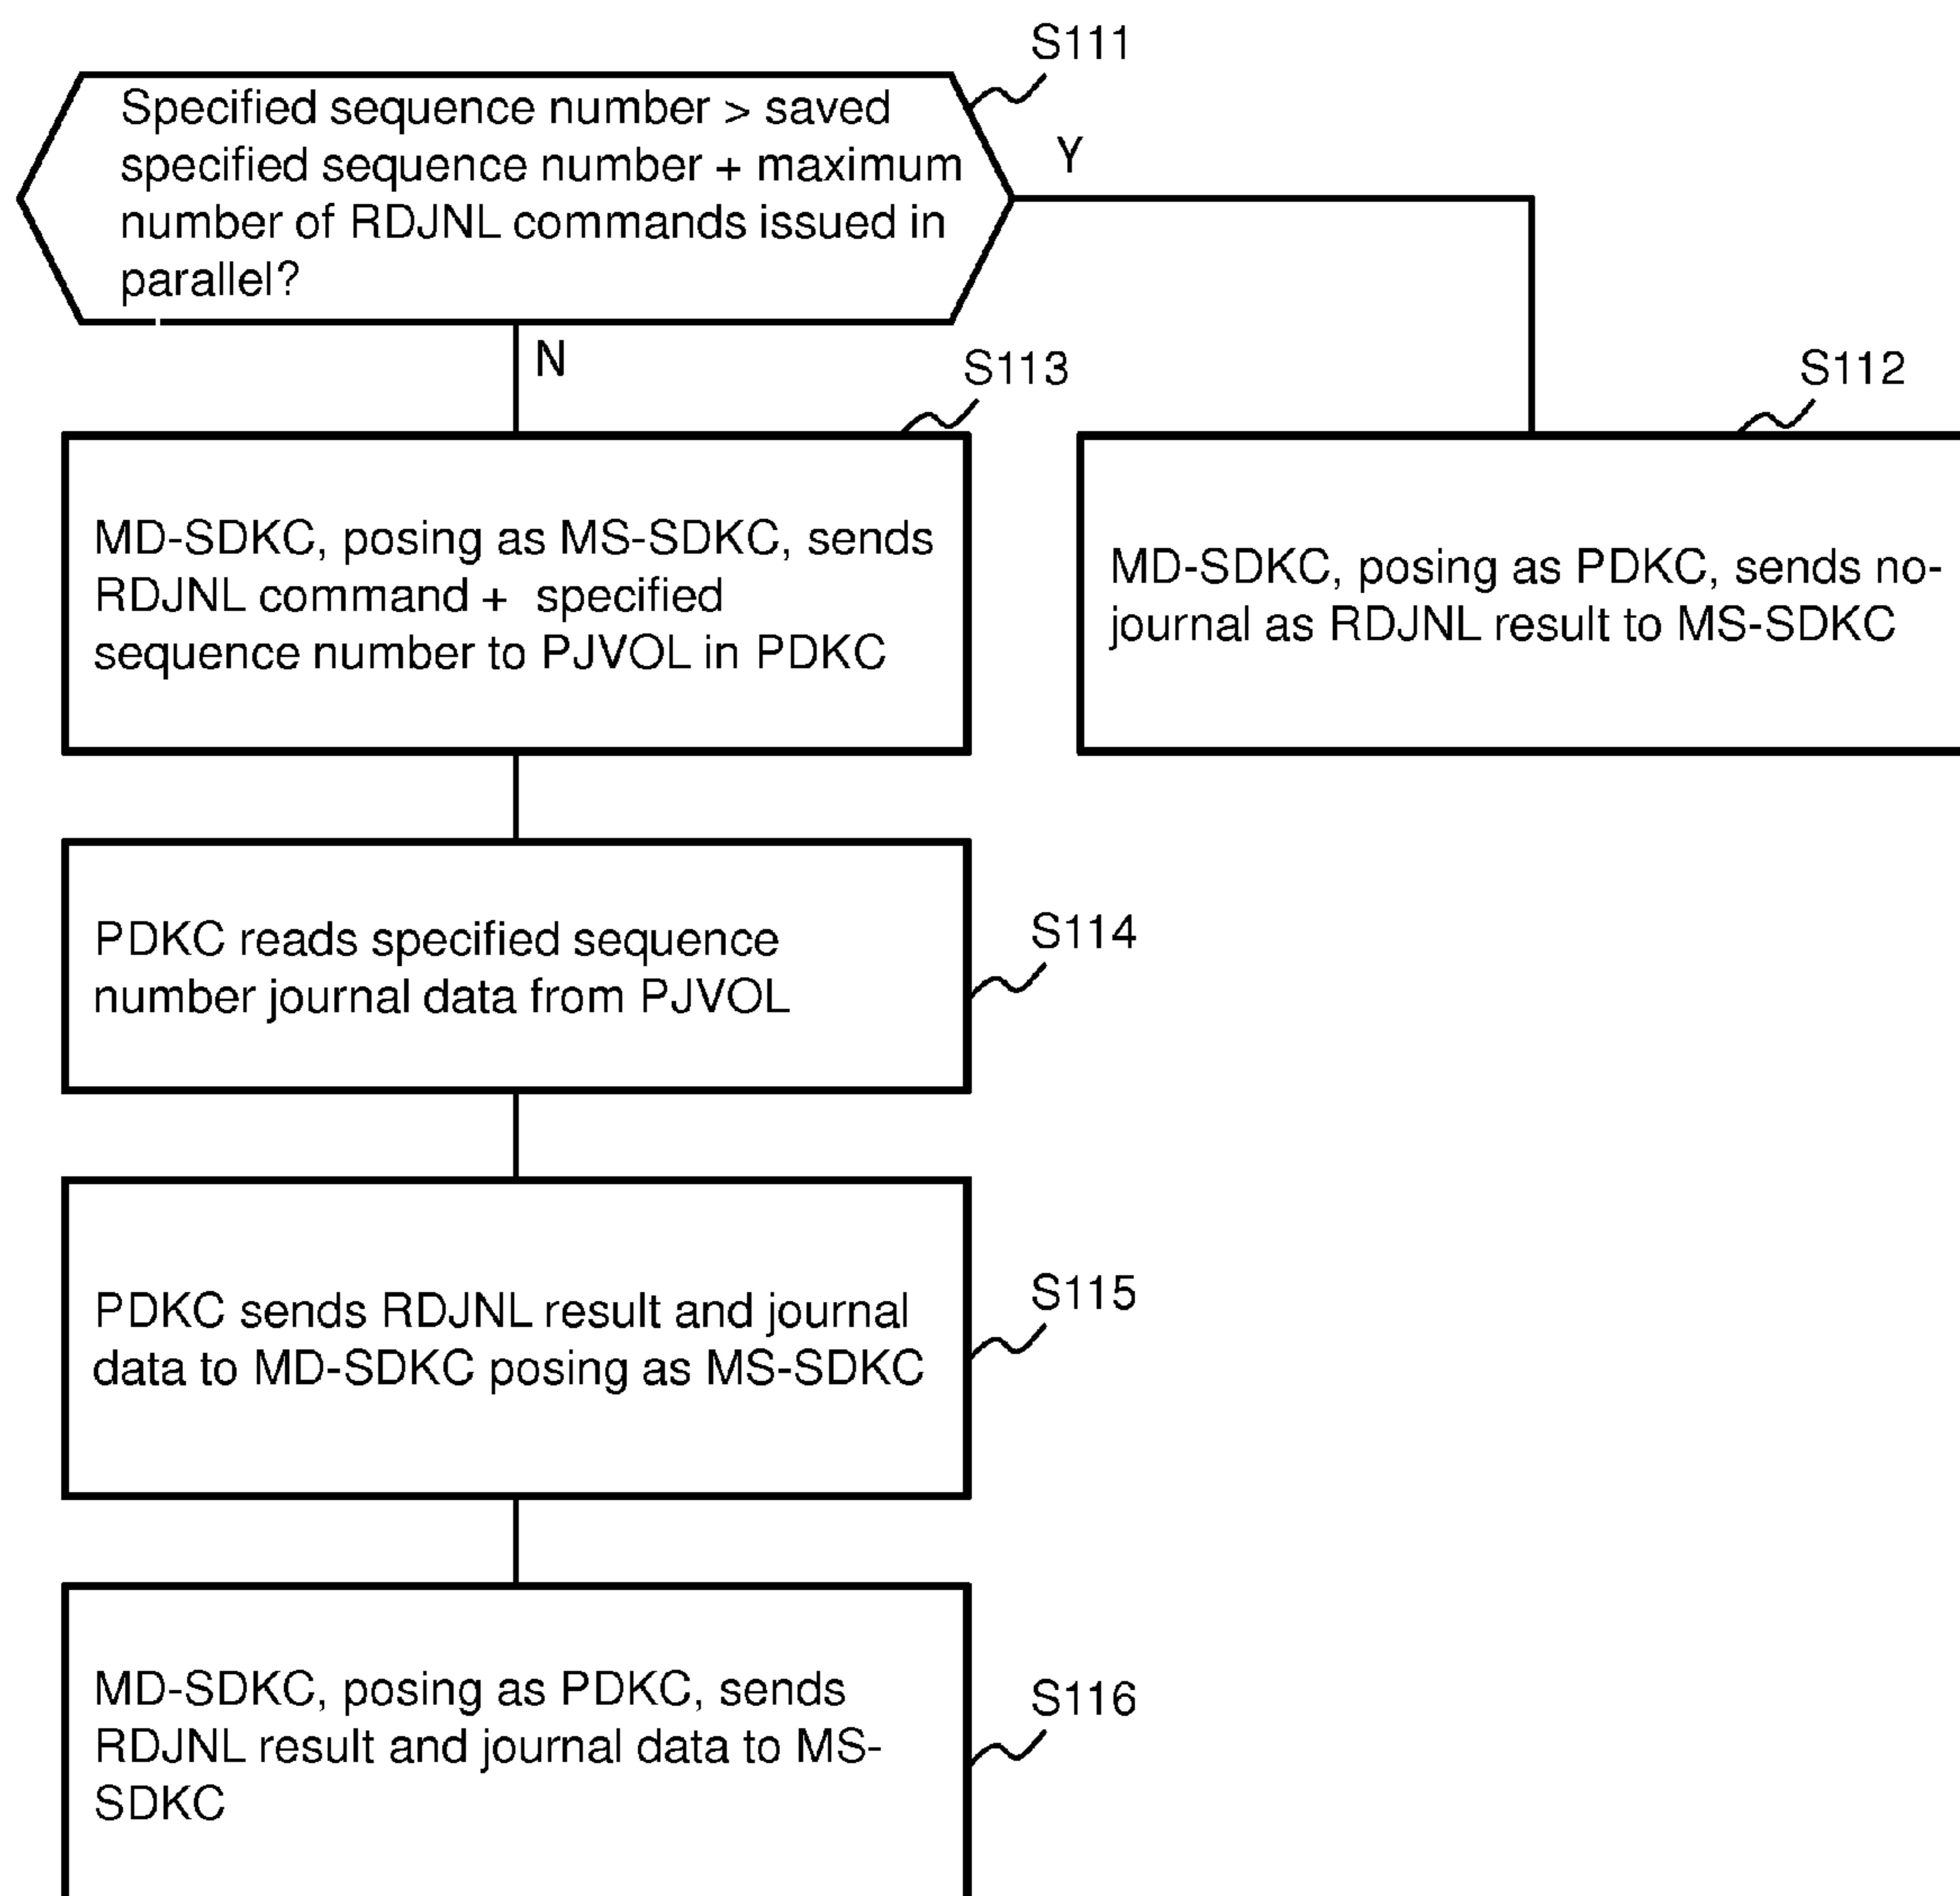 S111
Specified sequence number > saved
specified sequence number + maximum
number of RDJNL commands issued in
parallel?
Y
N
S113
S112
MD-SDKC, posing as MS-SDKC, sends
RDJNL command + specified
sequence number to PJVOL in PDKC
MD-SDKC, posing as PDKC, sends no-
journal as RDJNL result to MS-SDKC
S114
PDKC reads specified sequence
number journal data from PJVOL
S115
PDKC sends RDJNL result and journal
data to MD-SDKC posing as MS-SDKC
S116
MD-SDKC, posing as PDKC, sends
RDJNL result and journal data to MS-
SDKC